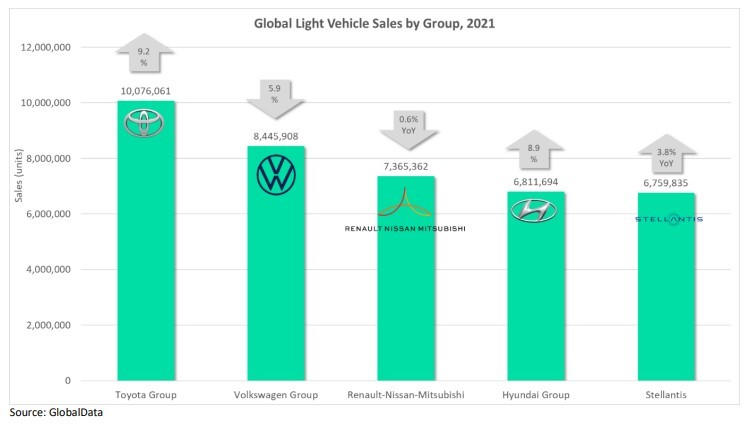 Global Light Vehicle Sales by Group, 2021
12,000,000
10,000,000
8,000,000
6,000,000
4,000,000
2,000,000
0
Sales (units)
9.2
%
10,076,061
5.9
%
8,445,908
0.6%
YoY
7,365,362
RENAULT NISSAN MITSUBISHI
8.9
%
6,811,694
3.8%
YoY
6,759,835
STELLANTIS
Toyota Group
Volkswagen Group
Renault-Nissan-Mitsubishi
Hyundai Group
Stellantis
Source: GlobalData